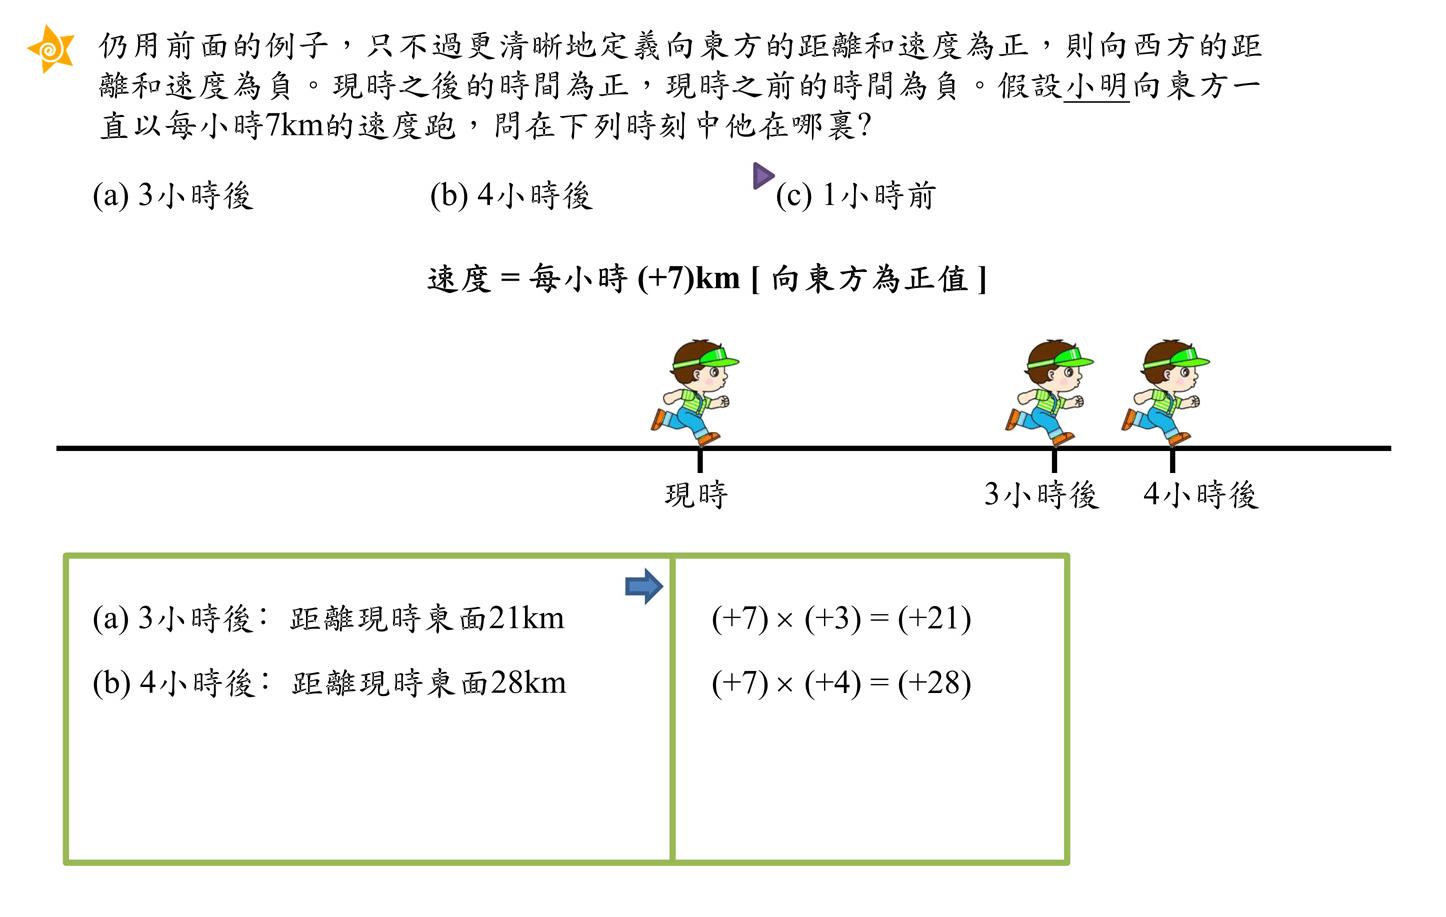 仍用前面的例子，只不過更清晰地定義向東方的距離和速度為正，則向西方的距
離和速度為負。現時之後的時間為正，現時之前的時間為負。假設小明向東方一
直以每小時7km的速度跑，問在下列時刻中他在哪裏?
(a) 3小時後 (b) 4小時後 (c) 1小時前
速度 = 每小時 (+7)km [ 向東方為正值 ]
現時 3小時後 4小時後
(a) 3小時後：距離現時東面21km (+7) × (+3) = (+21)
(b) 4小時後：距離現時東面28km (+7) × (+4) = (+28)